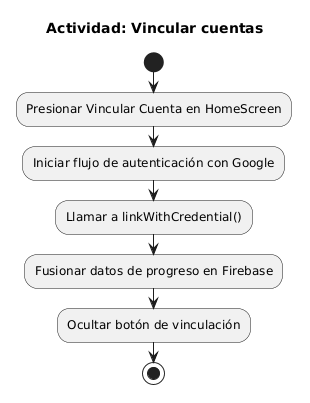 Actividad: Vincular cuentas
Presionar Vincular Cuenta en HomeScreen
Iniciar flujo de autenticación con Google
Llamar a linkWithCredential()
Fusionar datos de progreso en Firebase
Ocultar botón de vinculación